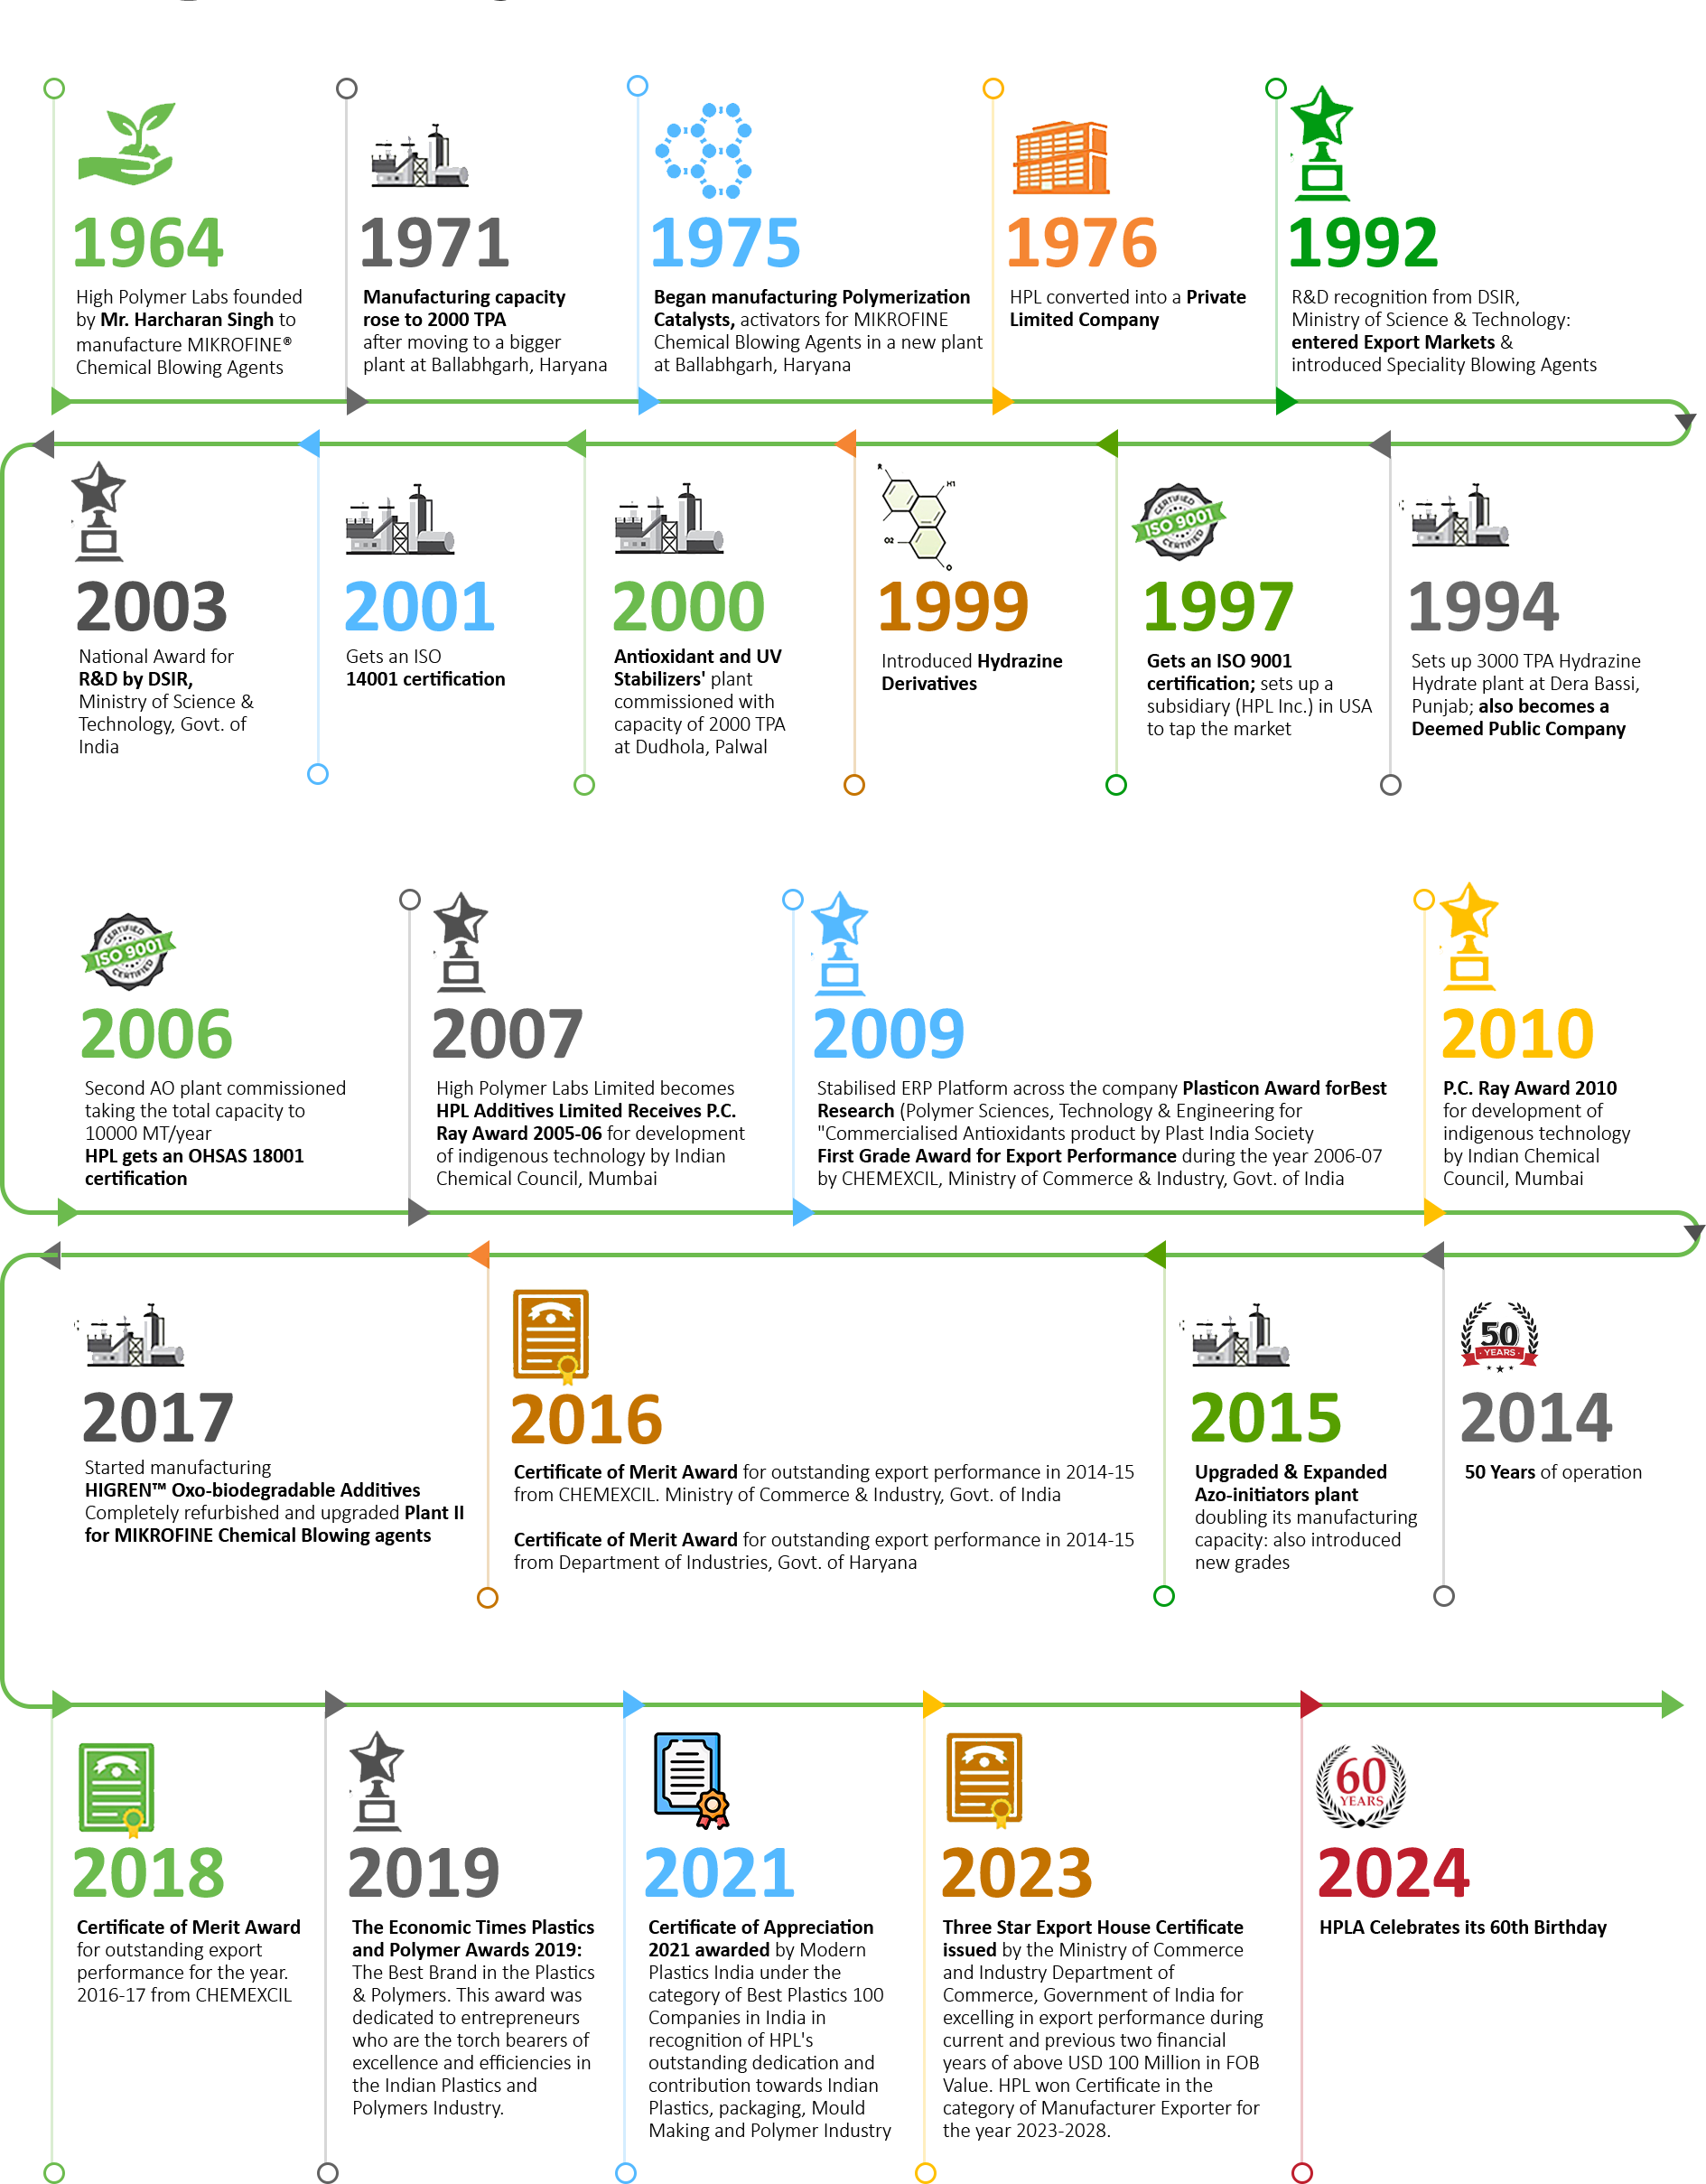 1964
High Polymer Labs founded
by Mr. Harcharan Singh to
manufacture MIKROFINE®
Chemical Blowing Agents
1971
Manufacturing capacity
rose to 2000 TPA
after moving to a bigger
plant at Ballabhgarh, Haryana
1975
Began manufacturing Polymerization
Catalysts, activators for MIKROFINE
Chemical Blowing Agents in a new plant
at Ballabhgarh, Haryana
1976
HPL converted into a Private
Limited Company
1992
R&D recognition from DSIR,
Ministry of Science & Technology:
entered Export Markets &
introduced Speciality Blowing Agents
CERTIFIED
ISO 9001
CERTIFIED
1994
Sets up 3000 TPA Hydrazine
Hydrate plant at Dera Bassi,
Punjab; also becomes a
Deemed Public Company
1997
Gets an ISO 9001
certification; sets up a
subsidiary (HPL Inc.) in USA
to tap the market
R
H1
O2
O
1999
Introduced Hydrazine
Derivatives
2000
Antioxidant and UV
Stabilizers' plant
commissioned with
capacity of 2000 TPA
at Dudhola, Palwal
2001
Gets an ISO
14001 certification
2003
National Award for
R&D by DSIR,
Ministry of Science &
Technology, Govt. of
India
CERTIFIED
ISO 9001
CERTIFIED
2006
Second AO plant commissioned
taking the total capacity to
10000 MT/year
HPL gets an OHSAS 18001
certification
2007
High Polymer Labs Limited becomes
HPL Additives Limited Receives P.C.
Ray Award 2005-06 for development
of indigenous technology by Indian
Chemical Council, Mumbai
2009
Stabilised ERP Platform across the company Plasticon Award forBest
Research (Polymer Sciences, Technology & Engineering for
"Commercialised Antioxidants product by Plast India Society
First Grade Award for Export Performance during the year 2006-07
by CHEMEXCIL, Ministry of Commerce & Industry, Govt. of India
2010
P.C. Ray Award 2010
for development of
indigenous technology
by Indian Chemical
Council, Mumbai
50
YEARS
2014
50 Years of operation
2015
Upgraded & Expanded
Azo-initiators plant
doubling its manufacturing
capacity: also introduced
new grades
2016
Certificate of Merit Award for outstanding export performance in 2014-15
from CHEMEXCIL. Ministry of Commerce & Industry, Govt. of India
Certificate of Merit Award for outstanding export performance in 2014-15
from Department of Industries, Govt. of Haryana
2017
Started manufacturing
HIGREN™ Oxo-biodegradable Additives
Completely refurbished and upgraded Plant II
for MIKROFINE Chemical Blowing agents
2018
Certificate of Merit Award
for outstanding export
performance for the year.
2016-17 from CHEMEXCIL
2019
The Economic Times Plastics
and Polymer Awards 2019:
The Best Brand in the Plastics
& Polymers. This award was
dedicated to entrepreneurs
who are the torch bearers of
excellence and efficiencies in
the Indian Plastics and
Polymers Industry.
2021
Certificate of Appreciation
2021 awarded by Modern
Plastics India under the
category of Best Plastics 100
Companies in India in
recognition of HPL's
outstanding dedication and
contribution towards Indian
Plastics, packaging, Mould
Making and Polymer Industry
2023
Three Star Export House Certificate
issued by the Ministry of Commerce
and Industry Department of
Commerce, Government of India for
excelling in export performance during
current and previous two financial
years of above USD 100 Million in FOB
Value. HPL won Certificate in the
category of Manufacturer Exporter for
the year 2023-2028.
60
YEARS
2024
HPLA Celebrates its 60th Birthday